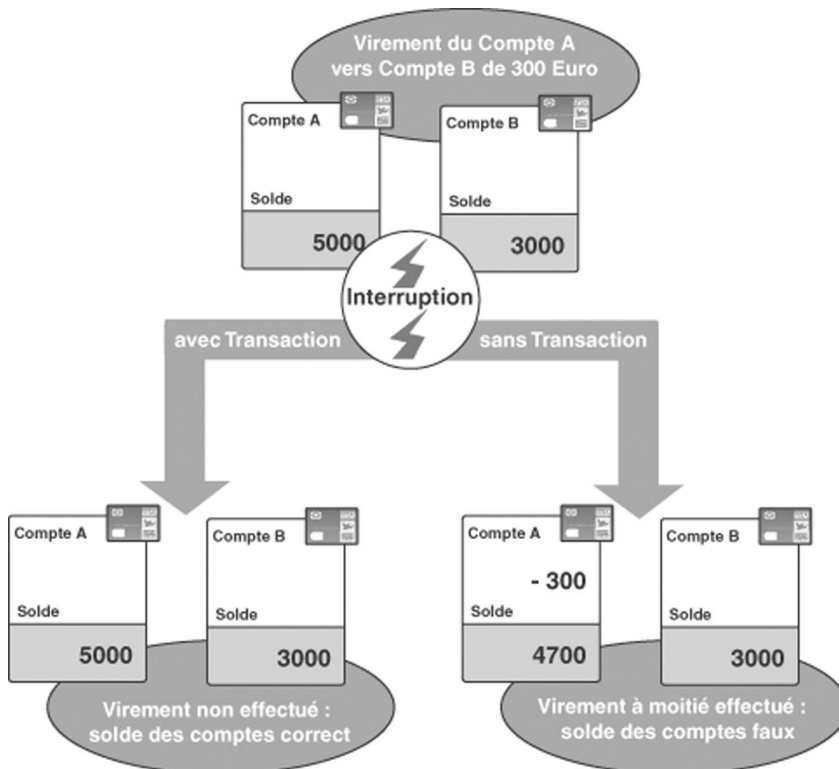 Virement du Compte A
vers Compte B de 300 Euro
Compte A
Solde
5000
Compte B
Solde
3000
Interruption
avec Transaction
sans Transaction
Compte A
Solde
5000
Compte B
Solde
3000
Virement non effectué :
solde des comptes correct
Compte A
- 300
Solde
4700
Compte B
Solde
3000
Virement à moitié effectué :
solde des comptes faux